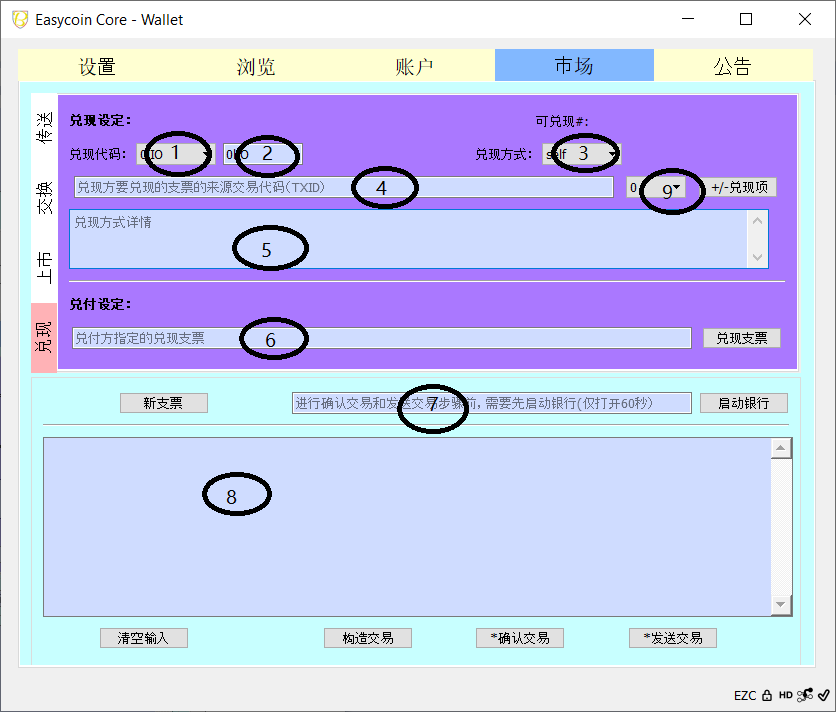 Easycoin Core - Wallet
设置 浏览 账户 市场 公告
传送
交换
上市
兑现
兑现设定: 可兑现#:
兑现代码: 1 2 兑现方式: self 3
兑现方要兑现的支票的来源交易代码(TXID) 4 0 9 +/-兑现项
兑现方式详情
5
兑付设定:
兑付方指定的兑现支票 6 兑现支票
新支票 进行确认交易和发送交易步骤前,需要先启动银行(仅打开60秒) 7 启动银行
8
清空输入 构造交易 *确认交易 *发送交易
EZC HD